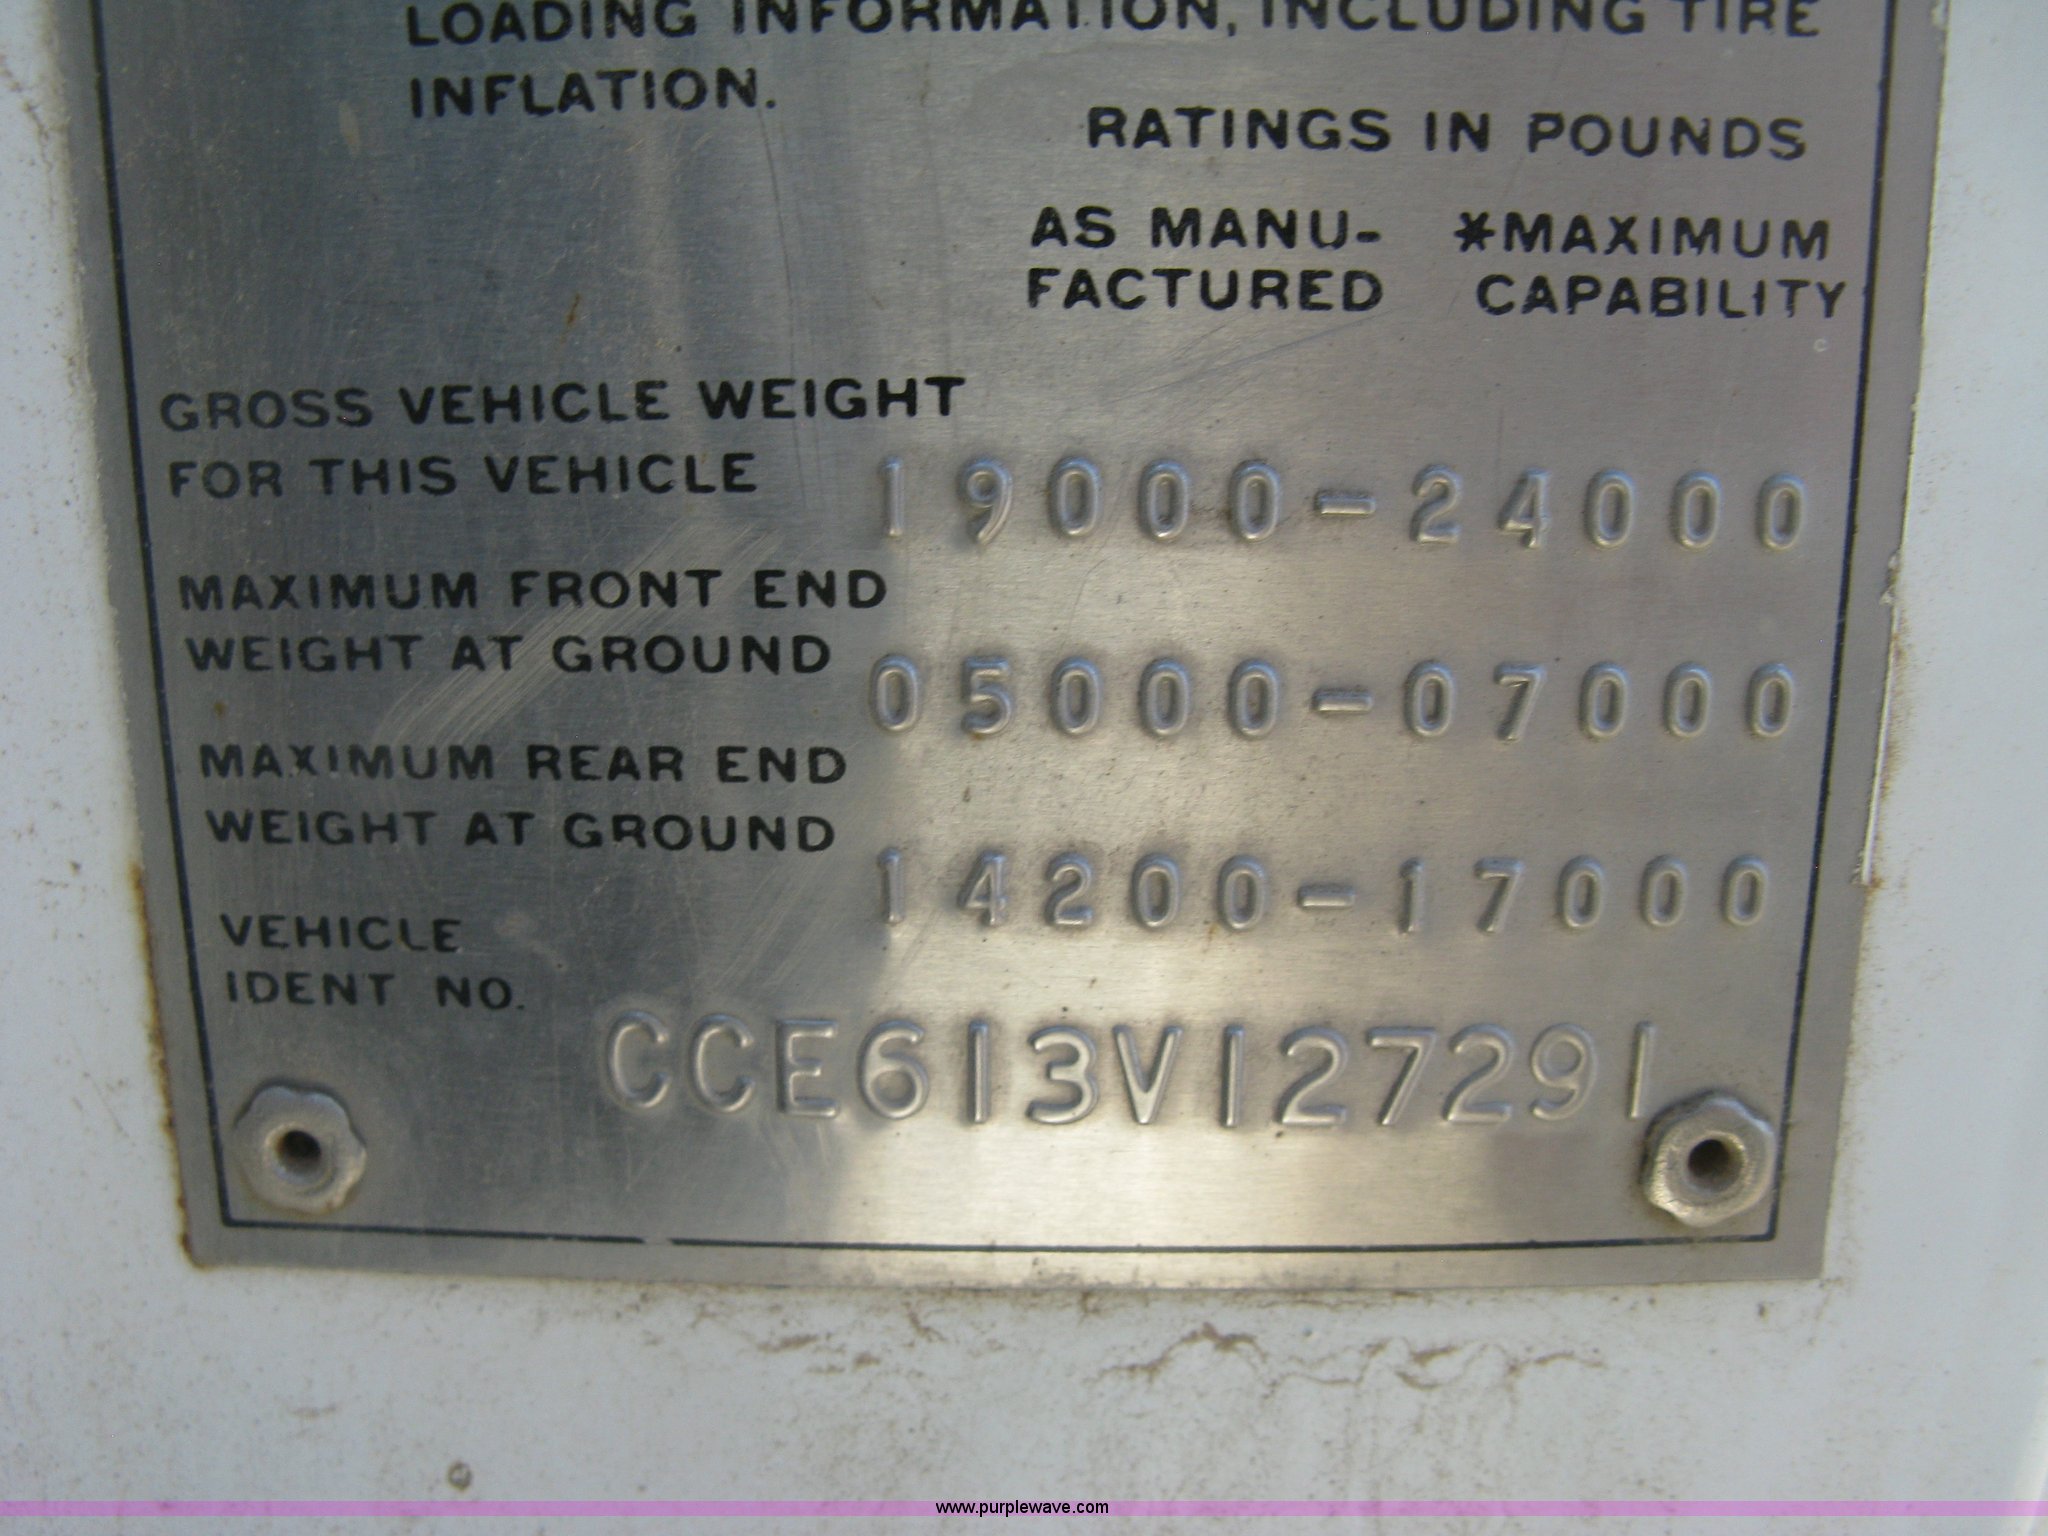 LOADING INFORMATION, INCLUDING TIRE
INFLATION.
RATINGS IN POUNDS
AS MANU- *MAXIMUM
FACTURED CAPABILITY
GROSS VEHICLE WEIGHT
FOR THIS VEHICLE 19000-24000
MAXIMUM FRONT END
WEIGHT AT GROUND 05000-07000
MAXIMUM REAR END
WEIGHT AT GROUND 14200-17000
VEHICLE
IDENT NO. CCE613V127291
www.purplewave.com